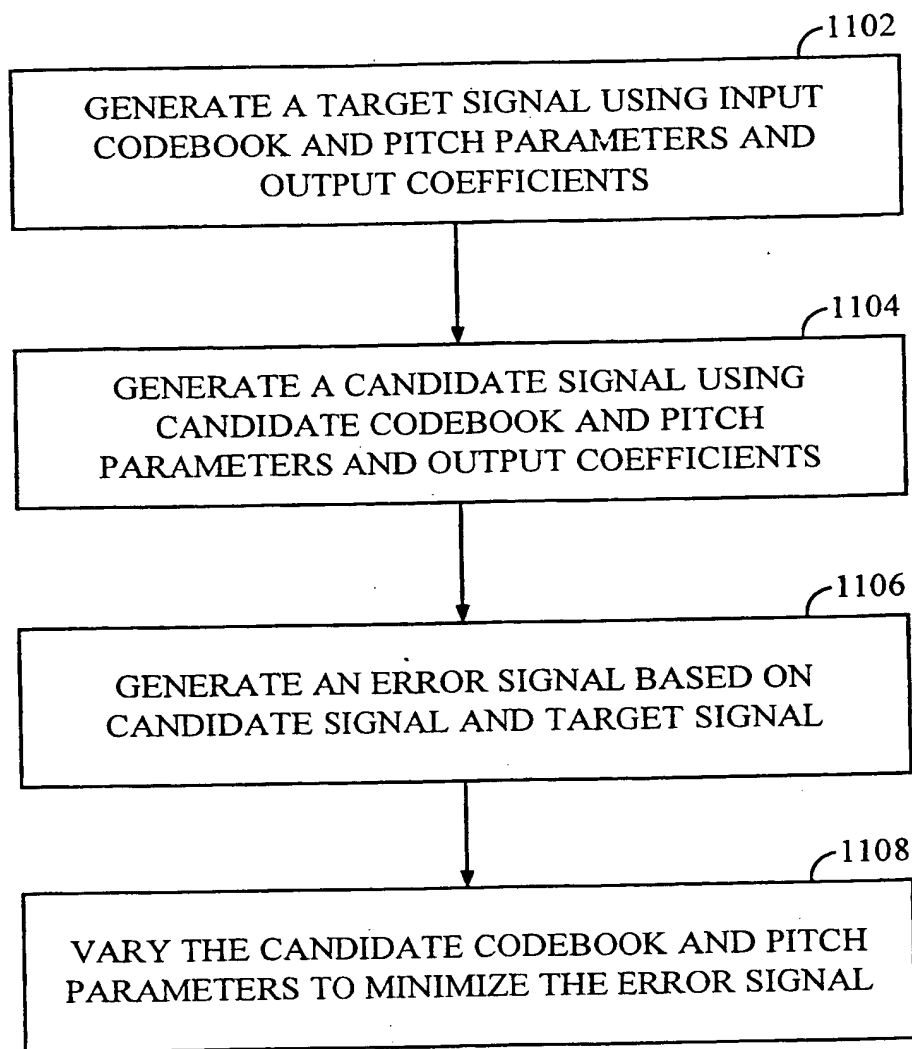 1102
GENERATE A TARGET SIGNAL USING INPUT
CODEBOOK AND PITCH PARAMETERS AND
OUTPUT COEFFICIENTS
1104
GENERATE A CANDIDATE SIGNAL USING
CANDIDATE CODEBOOK AND PITCH
PARAMETERS AND OUTPUT COEFFICIENTS
1106
GENERATE AN ERROR SIGNAL BASED ON
CANDIDATE SIGNAL AND TARGET SIGNAL
1108
VARY THE CANDIDATE CODEBOOK AND PITCH
PARAMETERS TO MINIMIZE THE ERROR SIGNAL